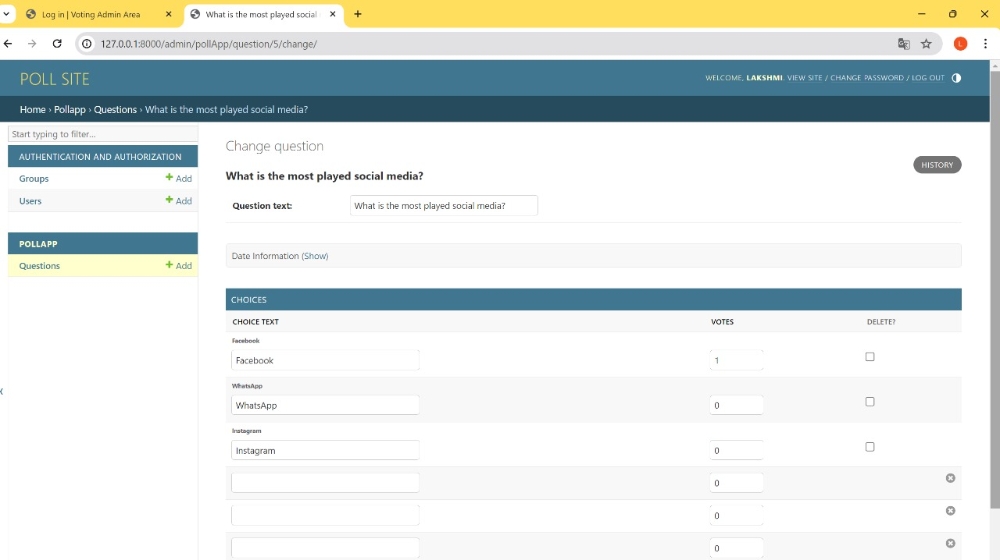 Log in | Voting Admin Area
What is the most played social
127.0.0.1:8000/admin/pollApp/question/5/change/
L
POLL SITE
WELCOME, LAKSHMI. VIEW SITE / CHANGE PASSWORD / LOG OUT
Home › Pollapp › Questions › What is the most played social media?
Start typing to filter...
AUTHENTICATION AND AUTHORIZATION
Groups + Add
Users + Add
POLLAPP
Questions + Add
Change question
HISTORY
What is the most played social media?
Question text: What is the most played social media?
Date Information (Show)
CHOICES
CHOICE TEXT VOTES DELETE?
Facebook
Facebook 1
WhatsApp
WhatsApp 0
Instagram
Instagram 0
0
0
0